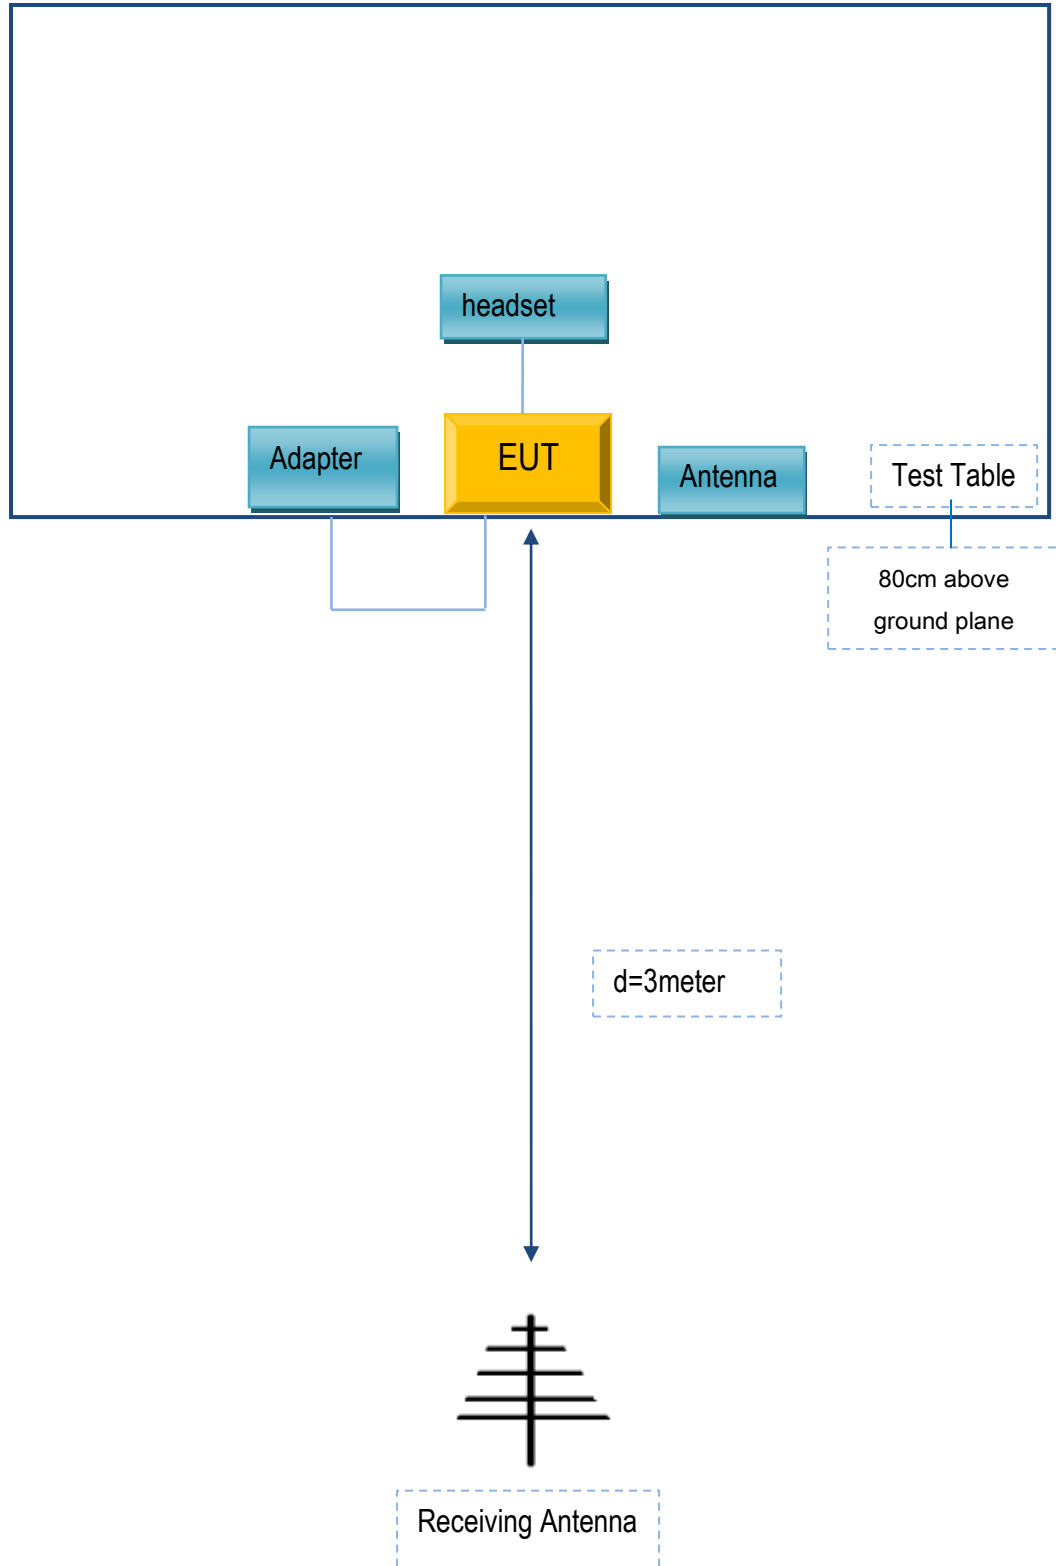 headset
Adapter
EUT
Antenna
Test Table
80cm above
ground plane
d=3meter
Receiving Antenna